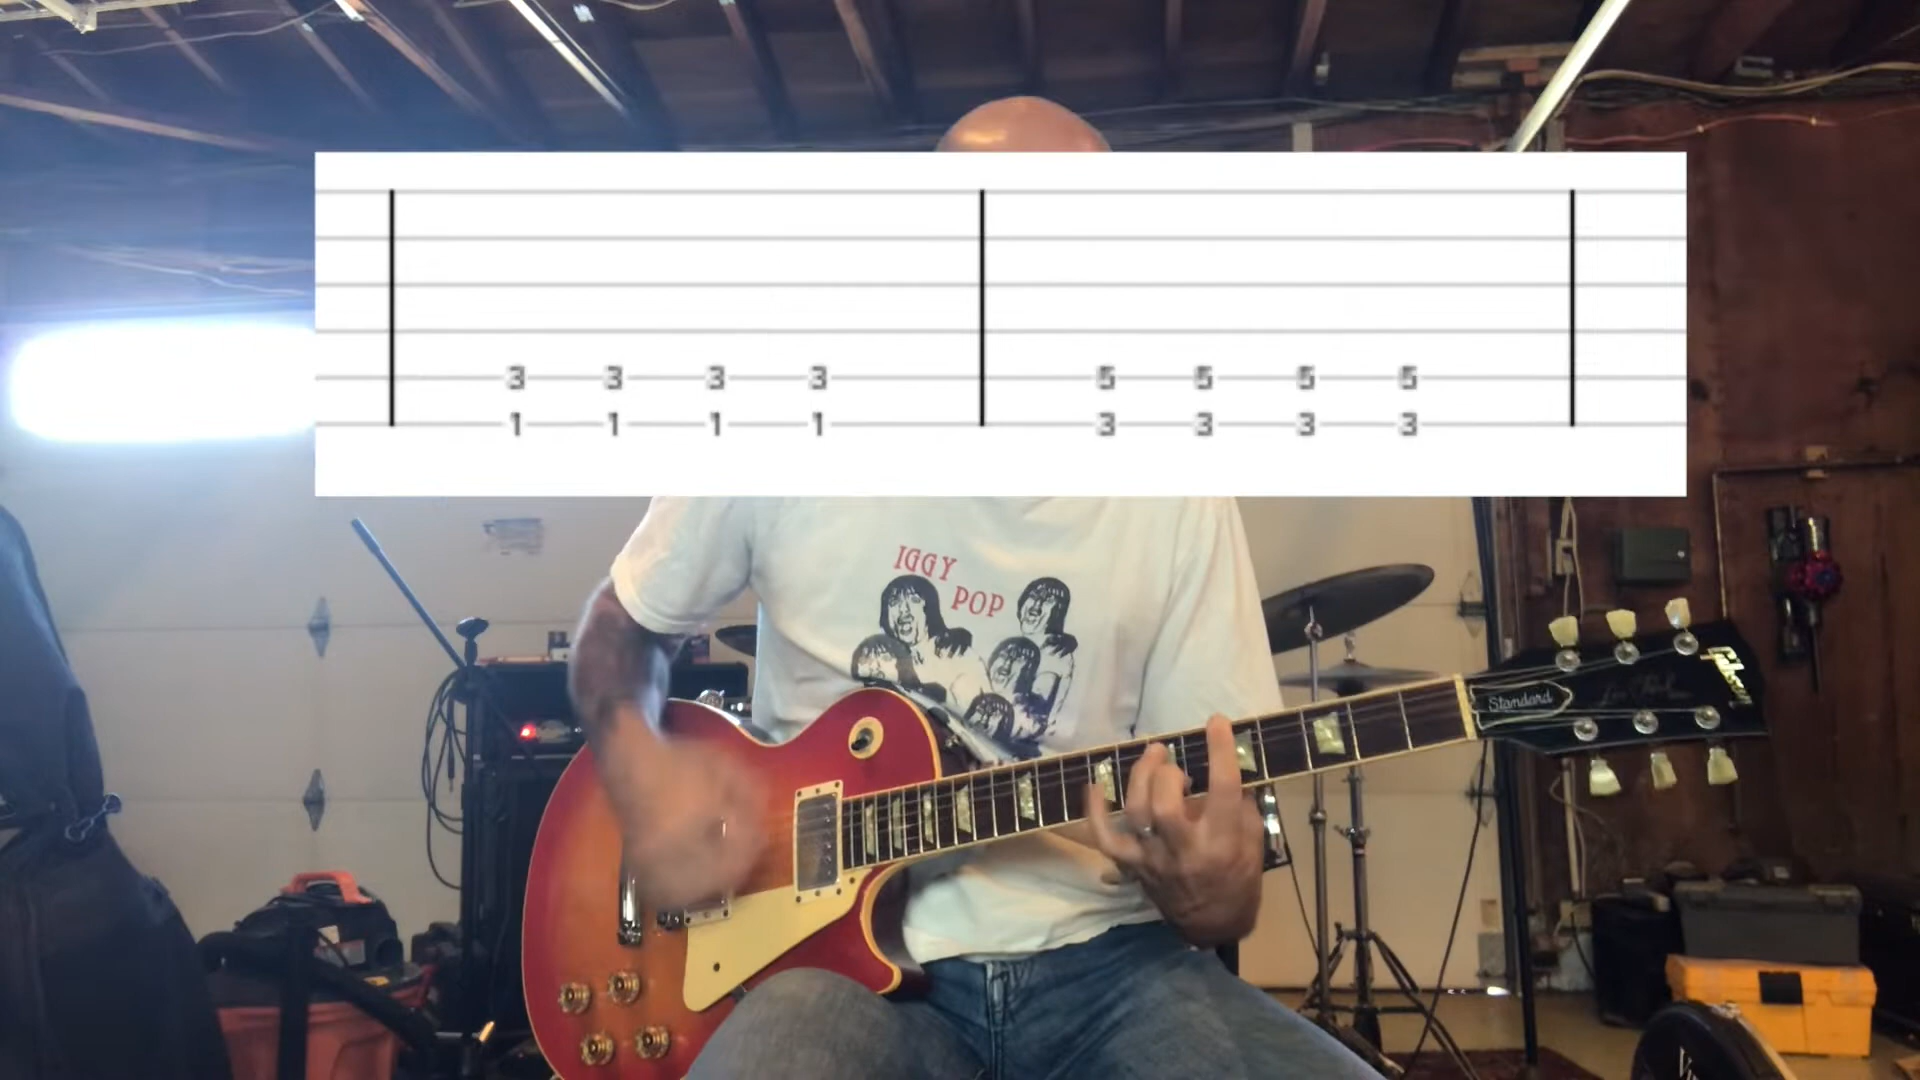 3 3 3 3 5 5 5 5
1 1 1 1 3 3 3 3
IGGY
POP
Gibson
Standard